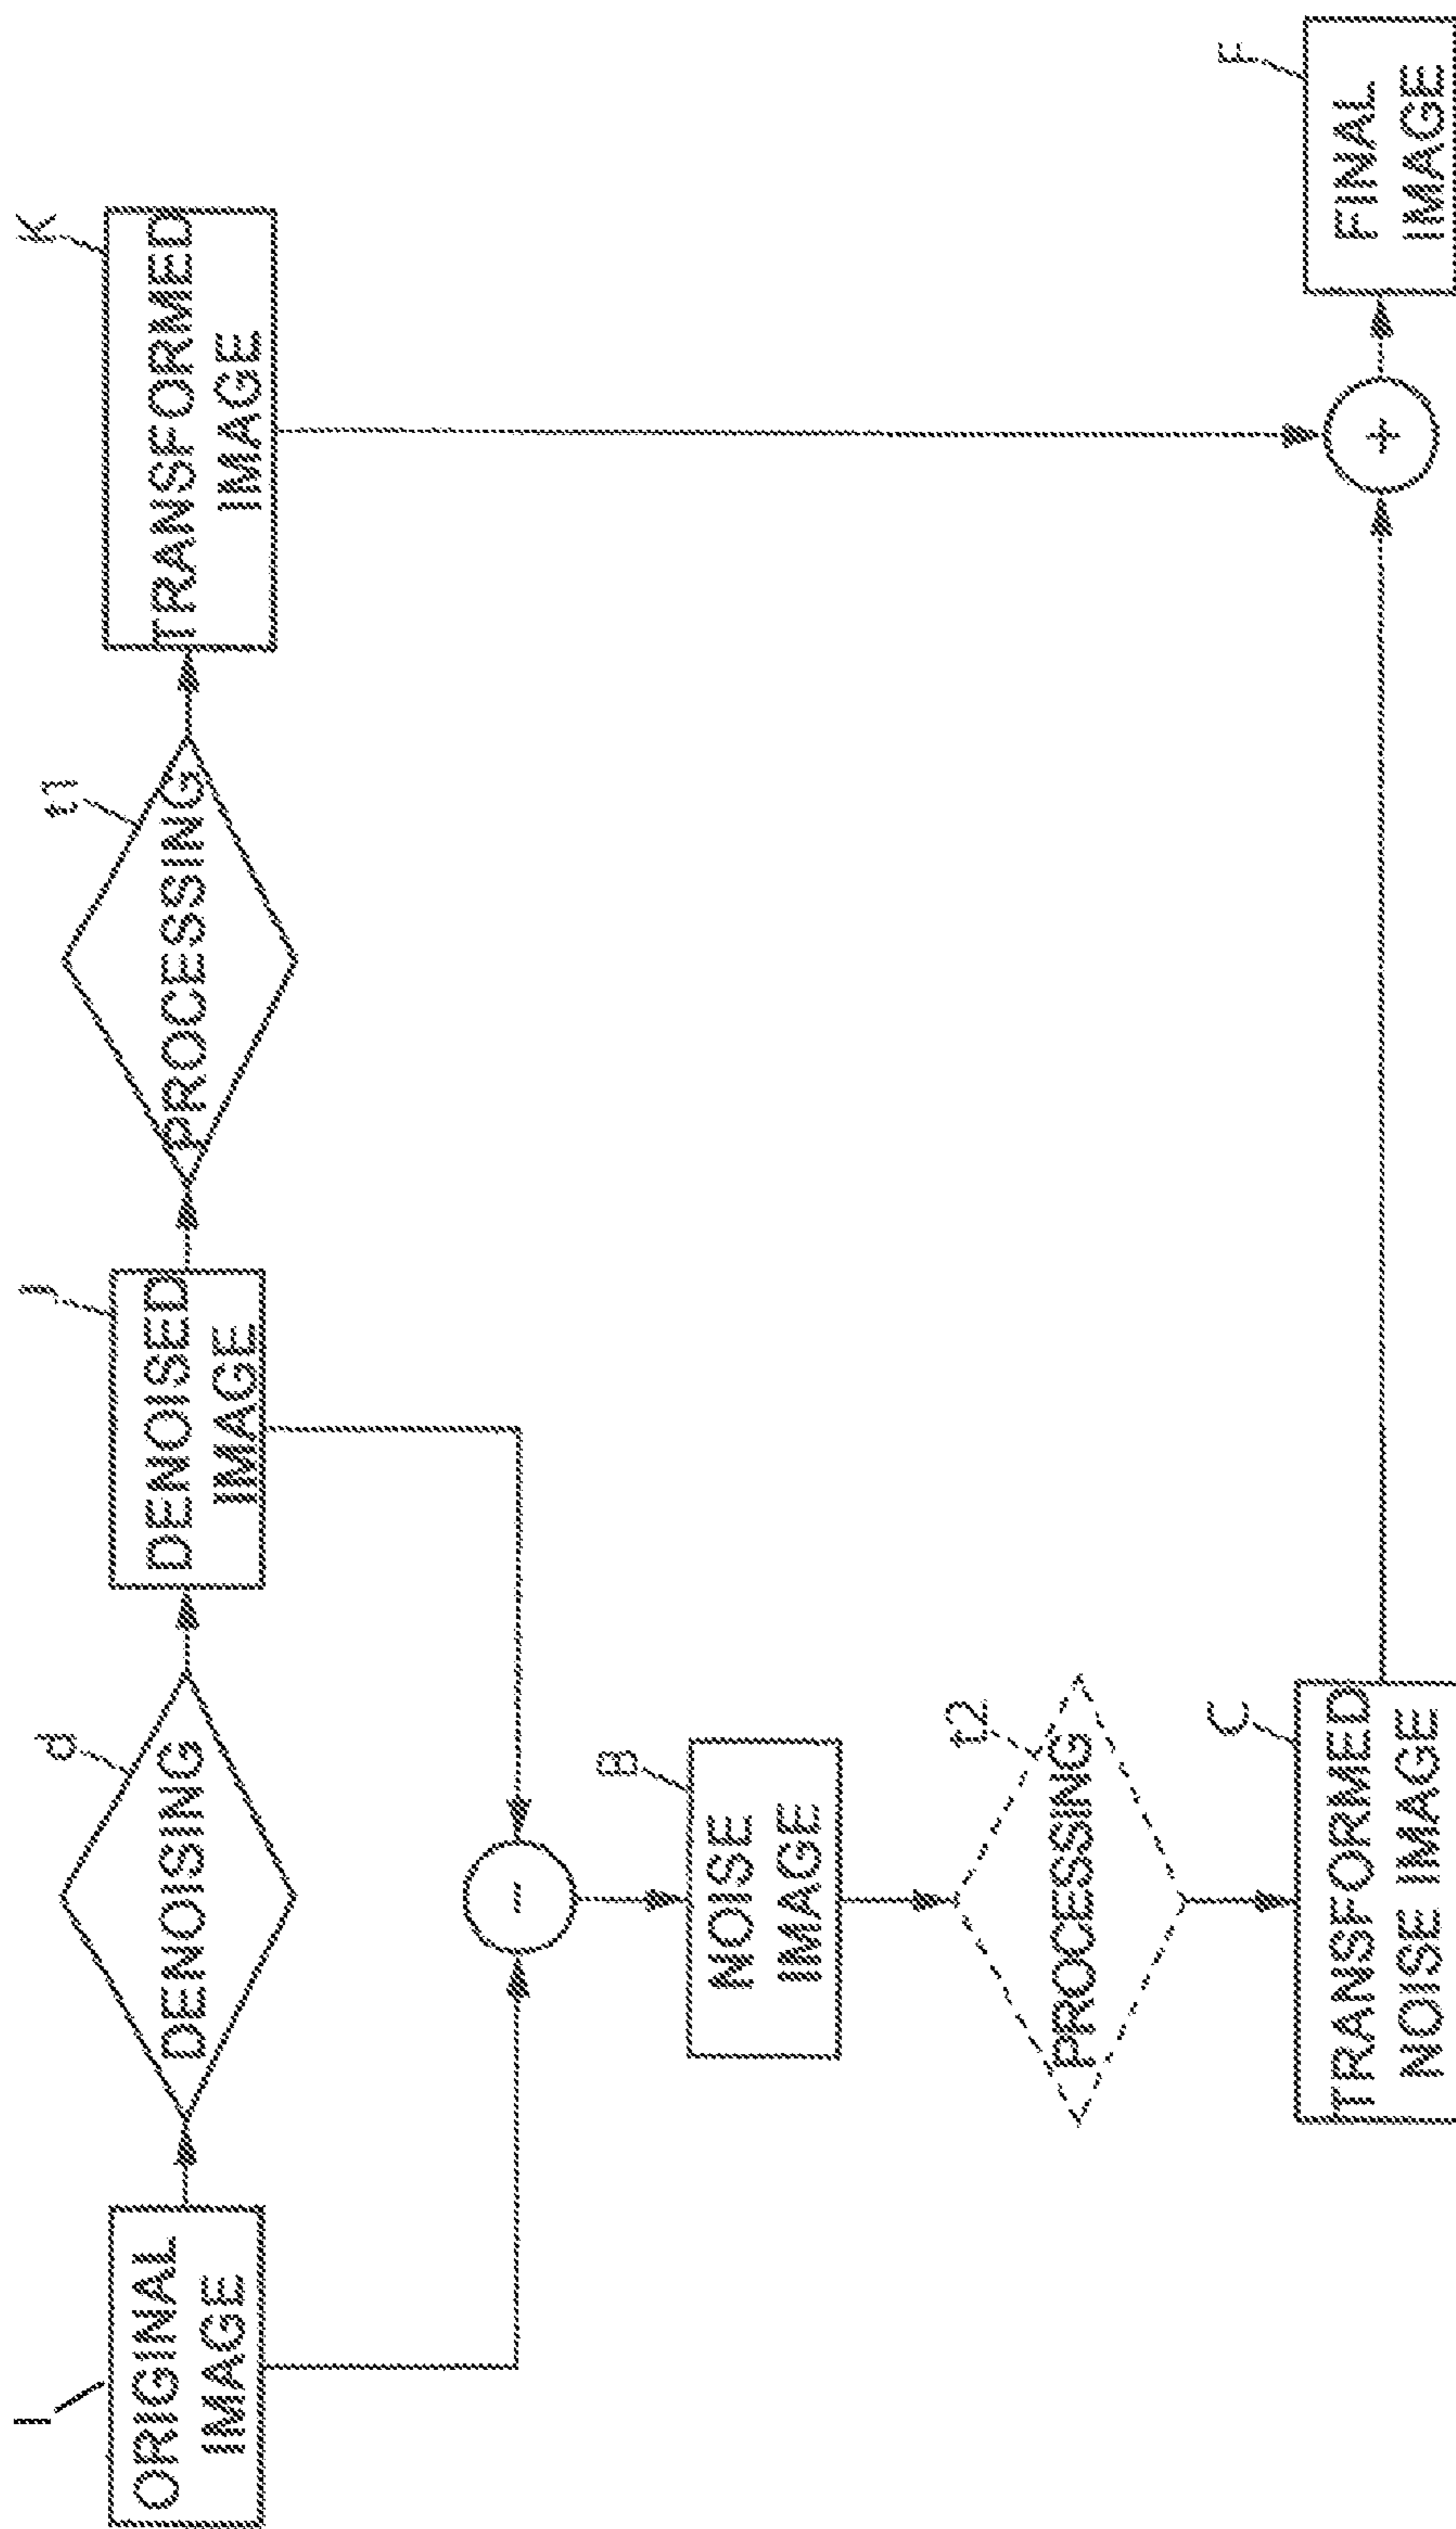 I
ORIGINAL
IMAGE
d
DENOISING
J
DENOISED
IMAGE
t1
PROCESSING
K
TRANSFORMED
IMAGE
-
B
NOISE
IMAGE
t2
PROCESSING
C
TRANSFORMED
NOISE IMAGE
+
F
FINAL
IMAGE